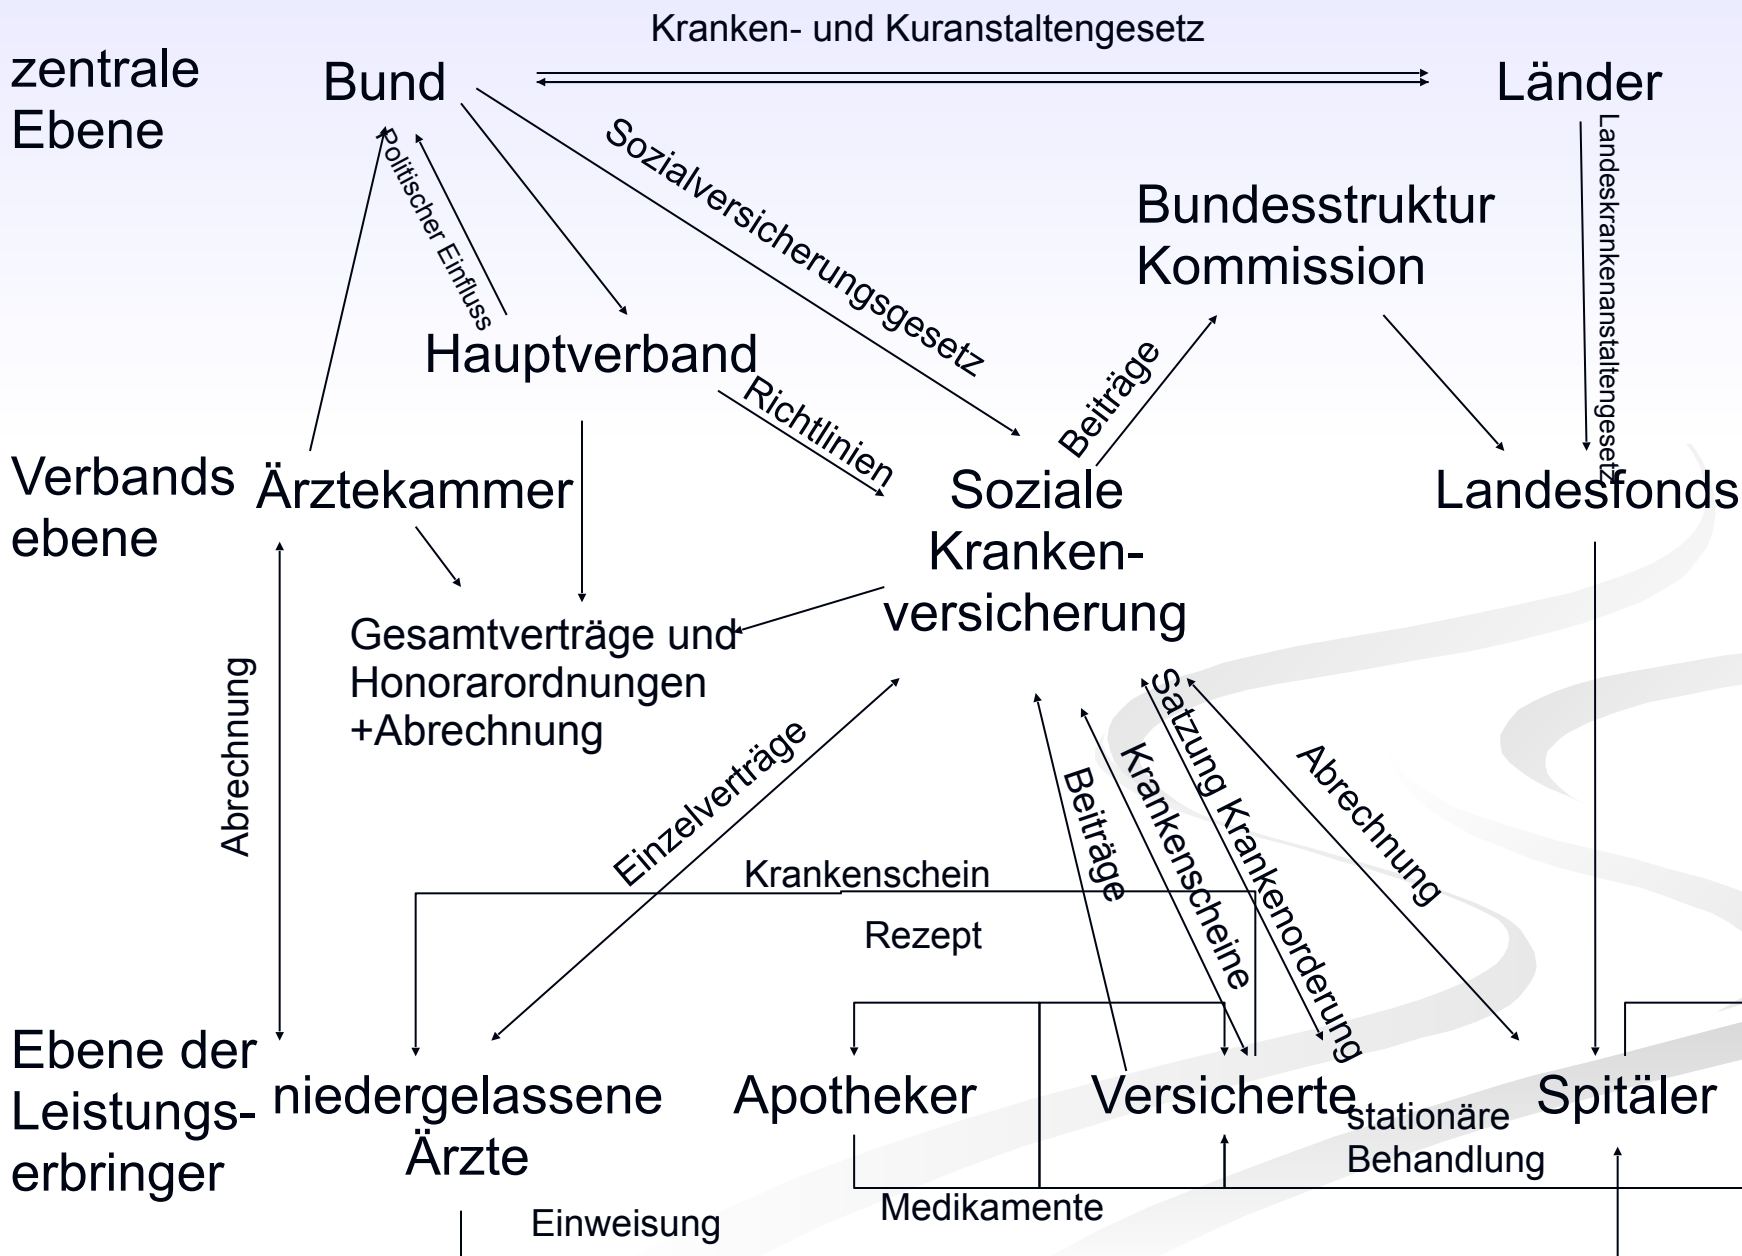 Kranken- und Kuranstaltengesetz
zentrale
Ebene
Bund
Länder
Politischer Einfluss
Sozialversicherungsgesetz
Landeskrankenanstaltengesetz
Bundesstruktur
Kommission
Hauptverband
Richtlinien
Beiträge
Verbands
ebene
Ärztekammer
Soziale
Kranken-
versicherung
Landesfonds
Gesamtverträge und
Honorarordnungen
+Abrechnung
Abrechnung
Einzelverträge
Beiträge
Krankenscheine
Satzung Krankenorderung
Abrechnung
Krankenschein
Rezept
Ebene der
Leistungs-
erbringer
niedergelassene
Ärzte
Apotheker
Versicherte
stationäre
Behandlung
Spitäler
Medikamente
Einweisung